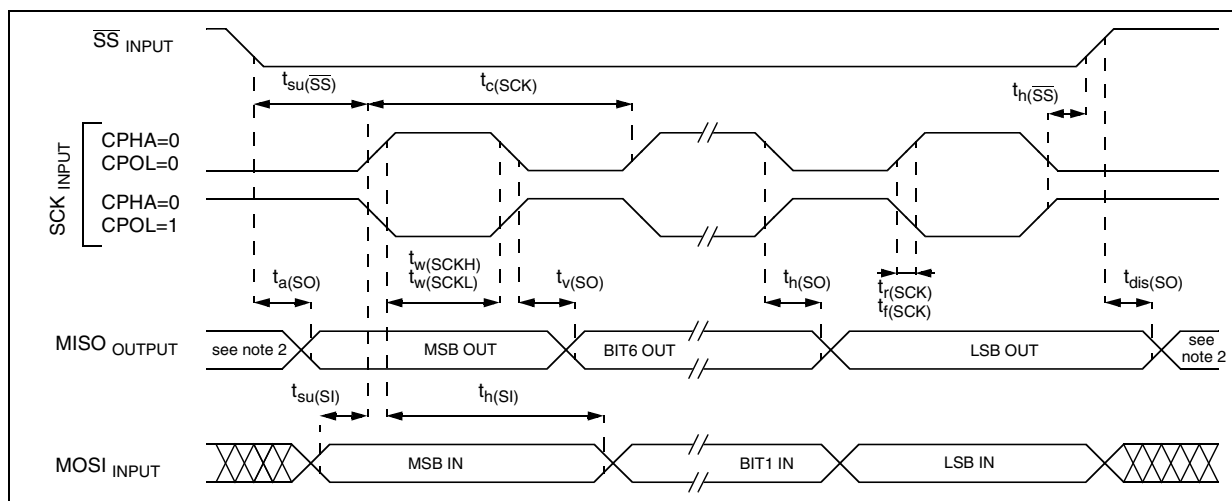 SS INPUT
tsu(SS)
tc(SCK)
th(SS)
SCK INPUT
CPHA=0
CPOL=0
CPHA=0
CPOL=1
ta(SO)
tw(SCKH)
tw(SCKL)
tv(SO)
th(SO)
tr(SCK)
tf(SCK)
tdis(SO)
MISO OUTPUT
see note 2
MSB OUT
BIT6 OUT
LSB OUT
see
note 2
tsu(SI)
th(SI)
MOSI INPUT
MSB IN
BIT1 IN
LSB IN